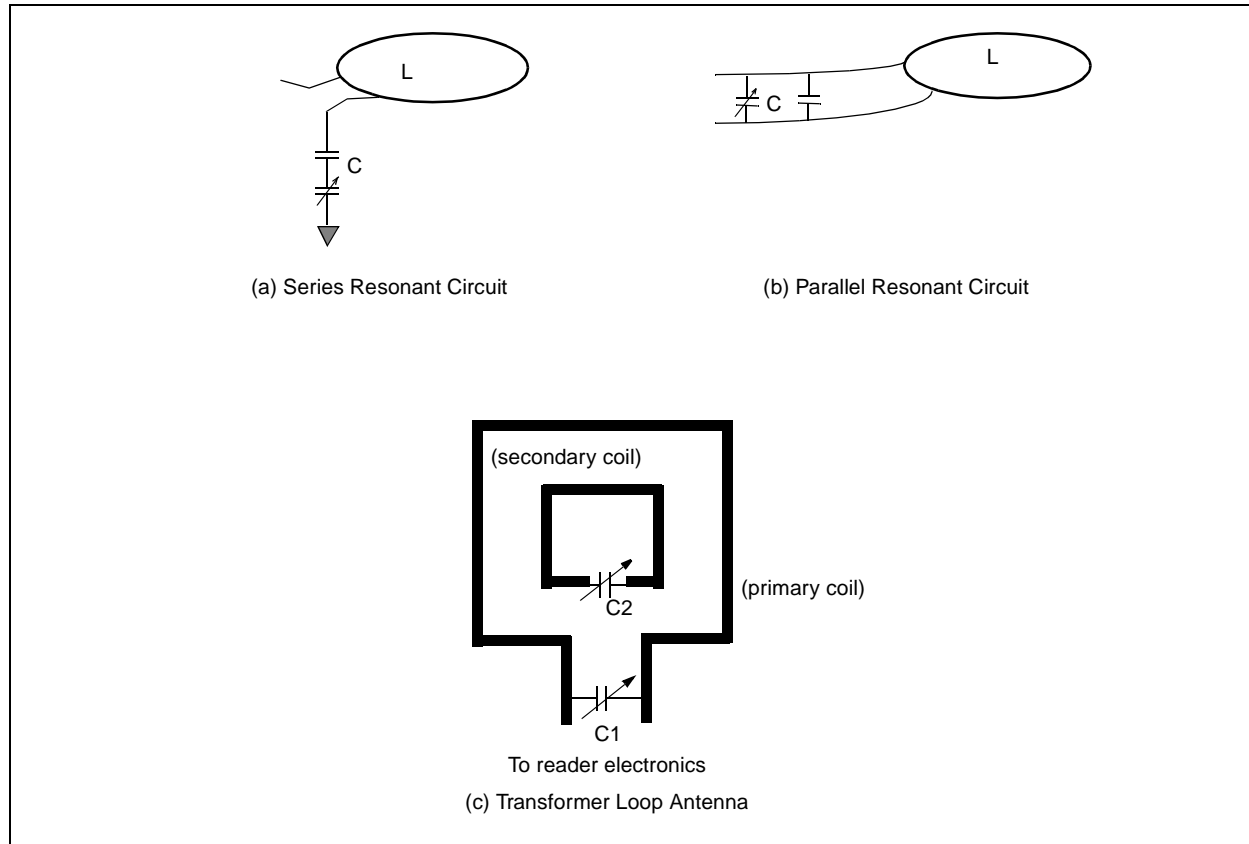 L
C
(a) Series Resonant Circuit
L
C
(b) Parallel Resonant Circuit
(secondary coil)
C2
(primary coil)
C1
To reader electronics
(c) Transformer Loop Antenna